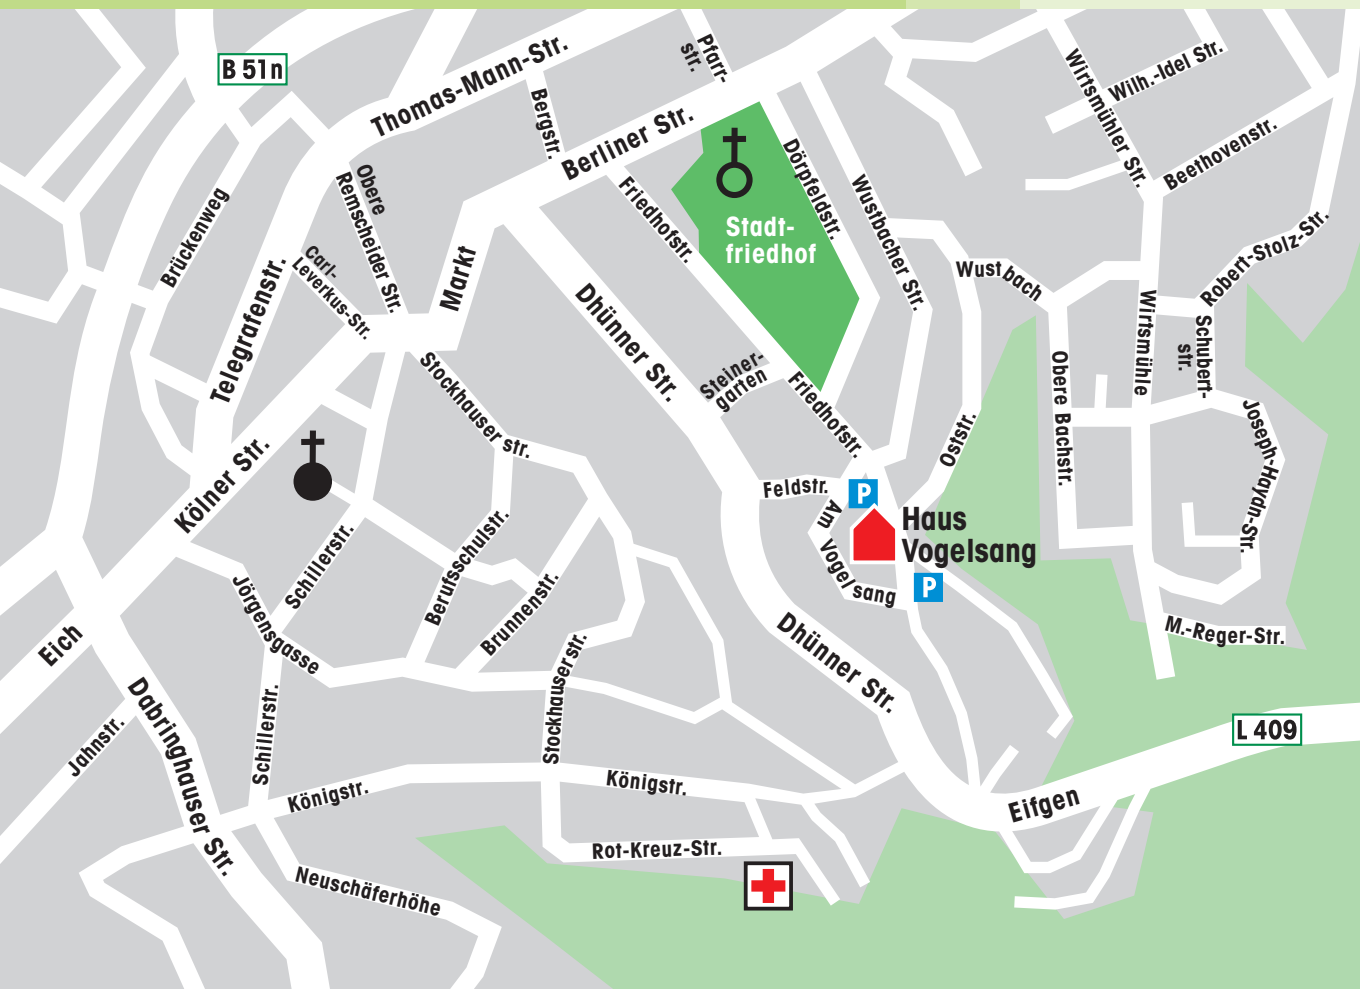 B 51n
Thomas-Mann-Str.
Pfarr-
str.
Bergstr.
Berliner Str.
Wirtsmühler Str.
Wilh.-Idel Str.
Beethovenstr.
Obere
Remscheider Str.
Brückenweg
Carl-
Leverkus-Str.
Telegrafenstr.
Markt
Friedhofstr.
Stadt-
friedhof
Dörpfeldstr.
Wustbacher Str.
Wustbach
Robert-Stolz-Str.
Schubert-
str.
Wirtsmühle
Obere Bachstr.
Joseph-Haydn-Str.
Dhünner Str.
Steiner-
garten
Friedhofstr.
Stockhauser str.
Kölner Str.
Oststr.
Feldstr.
P
Am
Vogelsang
Haus
Vogelsang
P
Schillerstr.
Berufsschulstr.
Brunnenstr.
Jörgensgasse
Eich
Dhünner Str.
M.-Reger-Str.
Stockhauser str.
Schillerstr.
Jahnstr.
Dabringhauser Str.
L 409
Königstr.
Königstr.
Eifgen
Rot-Kreuz-Str.
Neuschäferhöhe